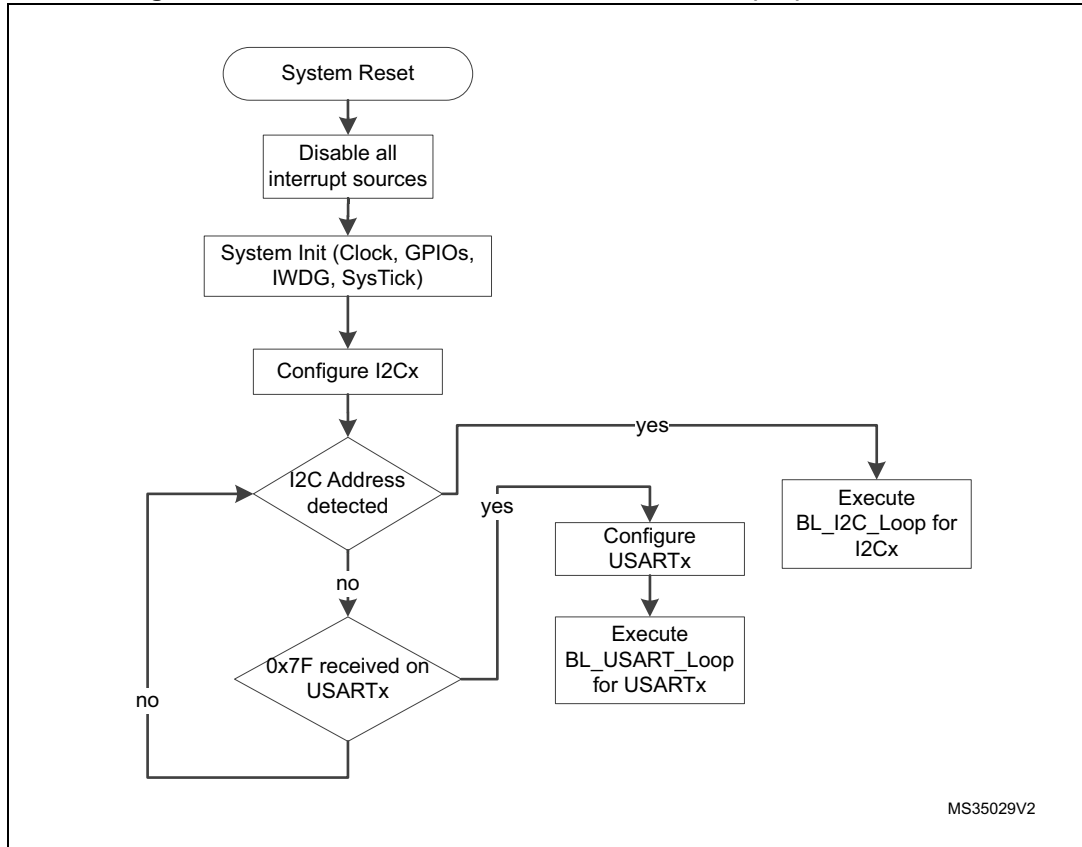 System Reset
Disable all
interrupt sources
System Init (Clock, GPIOs,
IWDG, SysTick)
Configure I2Cx
yes
I2C Address
detected
Execute
BL_I2C_Loop for
I2Cx
yes
Configure
USARTx
no
Execute
BL_USART_Loop
for USARTx
0x7F received on
USARTx
no
MS35029V2